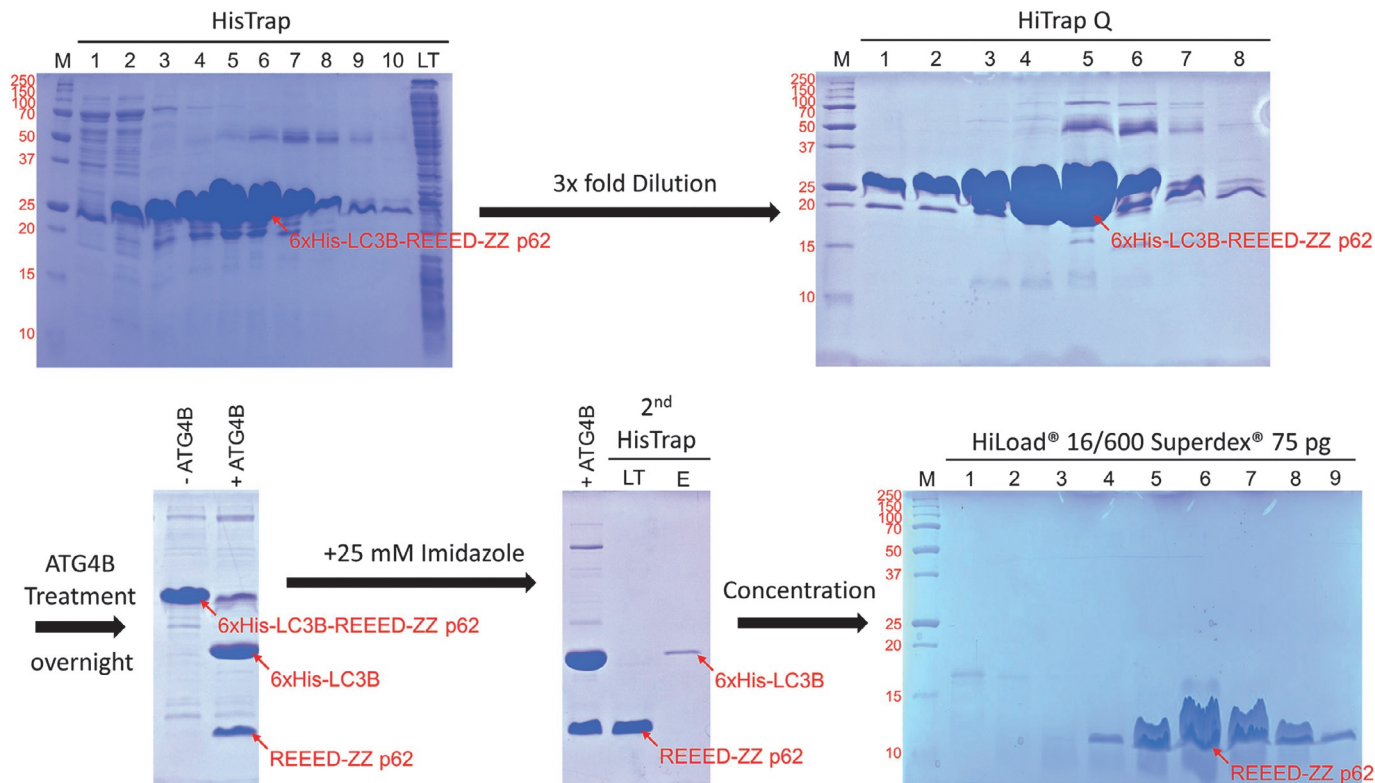 HisTrap
M 1 2 3 4 5 6 7 8 9 10 LT
250
150
100
70
50
37
25
20
15
10
6xHis-LC3B-REEED-ZZ p62
3x fold Dilution
HiTrap Q
M 1 2 3 4 5 6 7 8
250
150
100
70
50
37
25
20
15
10
6xHis-LC3B-REEED-ZZ p62
ATG4B
Treatment
overnight
- ATG4B
+ ATG4B
6xHis-LC3B-REEED-ZZ p62
6xHis-LC3B
REEED-ZZ p62
+25 mM Imidazole
+ ATG4B
2nd
HisTrap
LT E
6xHis-LC3B
REEED-ZZ p62
Concentration
HiLoad® 16/600 Superdex® 75 pg
M 1 2 3 4 5 6 7 8 9
250
150
100
70
50
37
25
20
15
10
REEED-ZZ p62